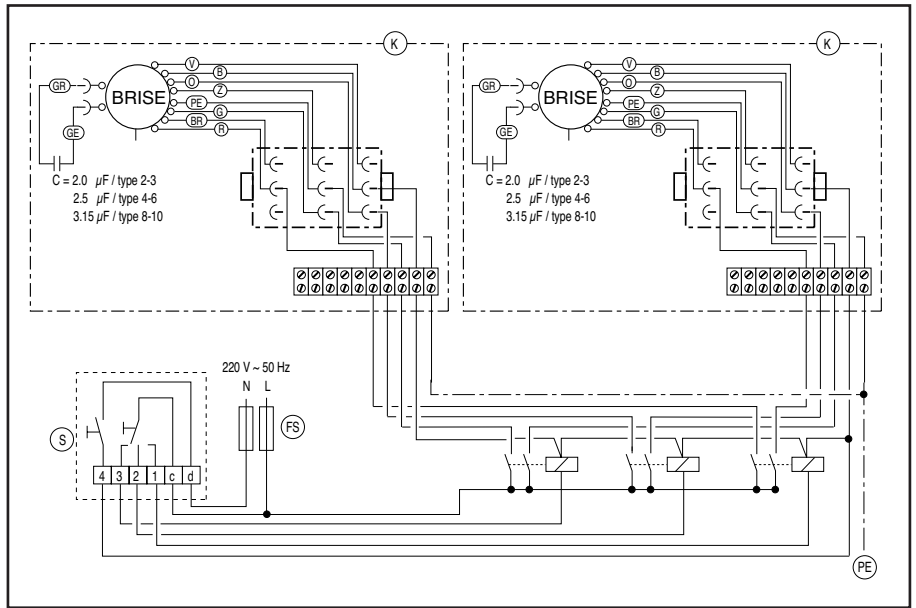 K
V
B
O
Z
PE
G
BR
R
GR
GE
BRISE
C = 2.0 µF / type 2-3
2.5 µF / type 4-6
3.15 µF / type 8-10
K
V
B
O
Z
PE
G
BR
R
GR
GE
BRISE
C = 2.0 µF / type 2-3
2.5 µF / type 4-6
3.15 µF / type 8-10
220 V ~ 50 Hz
N L
FS
S
4 3 2 1 c d
PE